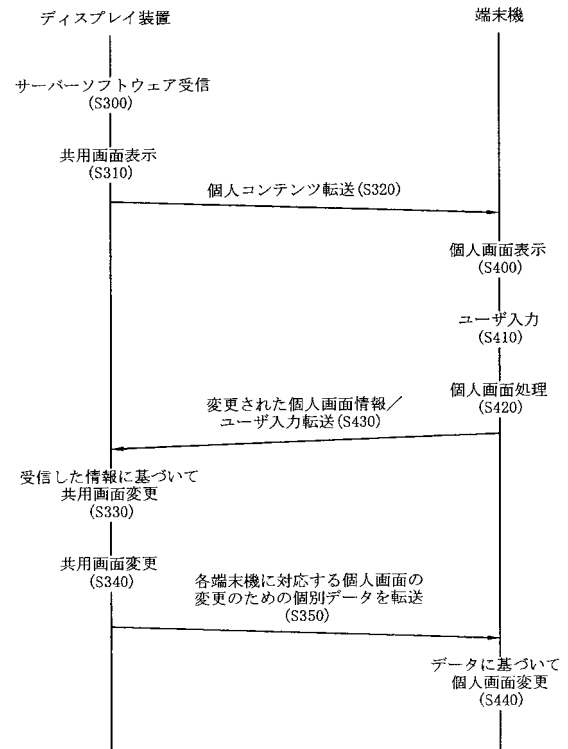 ディスプレイ装置
端末機
サーバーソフトウェア受信
(S300)
共用画面表示
(S310)
個人コンテンツ転送(S320)
個人画面表示
(S400)
ユーザ入力
(S410)
個人画面処理
(S420)
変更された個人画面情報/
ユーザ入力転送(S430)
受信した情報に基づいて
共用画面変更
(S330)
共用画面変更
(S340)
各端末機に対応する個人画面の
変更のための個別データを転送
(S350)
データに基づいて
個人画面変更
(S440)